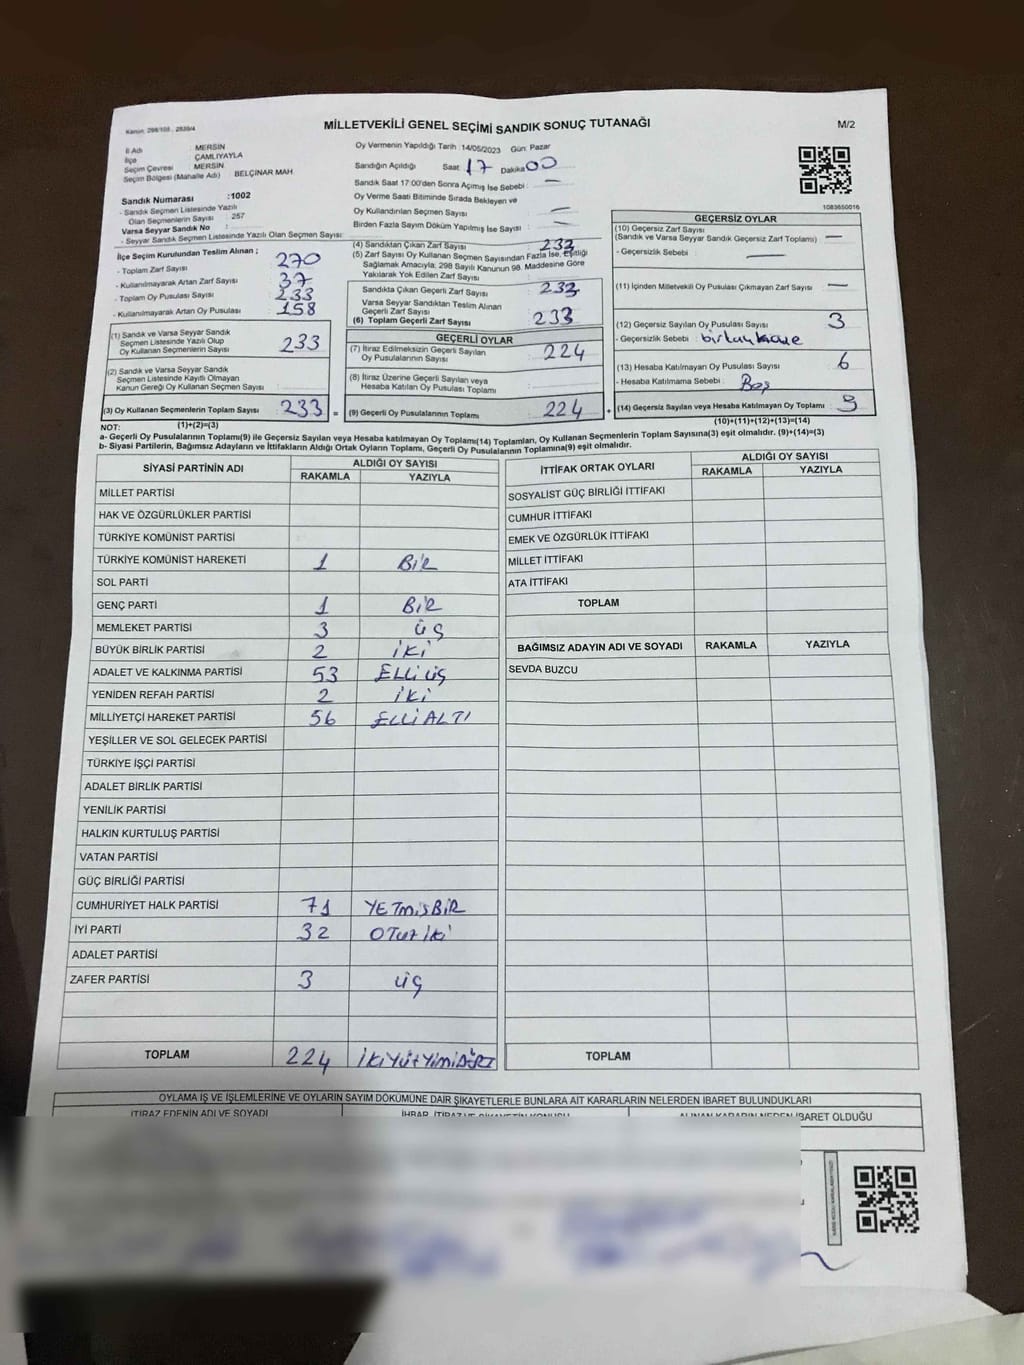 Kanun: 298/105 , 2839/4
MİLLETVEKİLİ GENEL SEÇİMİ SANDIK SONUÇ TUTANAĞI
M/2
İl Adı : MERSİN
İlçe : ÇAMLIYAYLA
Seçim Çevresi : MERSİN
Seçim Bölgesi (Mahalle Adı) : BELÇINAR MAH.
Sandık Numarası :1002
- Sandık Seçmen Listesinde Yazılı
Olan Seçmenlerin Sayısı : 257
Varsa Seyyar Sandık No :
- Seyyar Sandık Seçmen Listesinde Yazılı Olan Seçmen Sayısı:
İlçe Seçim Kurulundan Teslim Alınan ;
- Toplam Zarf Sayısı : 270
- Kullanılmayarak Artan Zarf Sayısı : 37
- Toplam Oy Pusulası Sayısı : 233
- Kullanılmayarak Artan Oy Pusulası : 158
(1) Sandık ve Varsa Seyyar Sandık
Seçmen Listesinde Yazılı Olup
Oy Kullanan Seçmenlerin Sayısı : 233
(2) Sandık ve Varsa Seyyar Sandık
Seçmen Listesinde Kayıtlı Olmayan
Kanun Gereği Oy Kullanan Seçmen Sayısı :
(3) Oy Kullanan Seçmenlerin Toplam Sayısı : 233 =
(1)+(2)=(3)
Oy Vermenin Yapıldığı Tarih :14/05/2023 Gün: Pazar
Sandığın Açıldığı Saat: 17 Dakika 00
Sandık Saat 17:00'den Sonra Açılmış İse Sebebi : —
Oy Verme Saati Bitiminde Sırada Bekleyen ve
Oy Kullandırılan Seçmen Sayısı : —
Birden Fazla Sayım Döküm Yapılmış İse Sayısı : —
(4) Sandıktan Çıkan Zarf Sayısı : 233
(5) Zarf Sayısı Oy Kullanan Seçmen Sayısından Fazla İse, Eşitliği
Sağlamak Amacıyla, 298 Sayılı Kanunun 98. Maddesine Göre
Yakılarak Yok Edilen Zarf Sayısı :
Sandıkta Çıkan Geçerli Zarf Sayısı : 233
Varsa Seyyar Sandıktan Teslim Alınan
Geçerli Zarf Sayısı :
(6) Toplam Geçerli Zarf Sayısı : 233
GEÇERLİ OYLAR
(7) İtiraz Edilmeksizin Geçerli Sayılan
Oy Pusulalarının Sayısı : 224
(8) İtiraz Üzerine Geçerli Sayılan veya
Hesaba Katılan Oy Pusulası Toplamı :
(9) Geçerli Oy Pusulalarının Toplamı : 224 +
1083650016
GEÇERSİZ OYLAR
(10) Geçersiz Zarf Sayısı
(Sandık ve Varsa Seyyar Sandık Geçersiz Zarf Toplamı) : —
- Geçersizlik Sebebi : —
(11) İçinden Milletvekili Oy Pusulası Çıkmayan Zarf Sayısı : —
(12) Geçersiz Sayılan Oy Pusulası Sayısı : 3
- Geçersizlik Sebebi :
(13) Hesaba Katılmayan Oy Pusulası Sayısı : 6
- Hesaba Katılmama Sebebi : Boş
(14) Geçersiz Sayılan veya Hesaba Katılmayan Oy Toplamı : 9
(10)+(11)+(12)+(13)=(14)
NOT:
a- Geçerli Oy Pusulalarının Toplamı(9) ile Geçersiz Sayılan veya Hesaba katılmayan Oy Toplamı(14) Toplamları, Oy Kullanan Seçmenlerin Toplam Sayısına(3) eşit olmalıdır. (9)+(14)=(3)
b- Siyasi Partilerin, Bağımsız Adayların ve İttifakların Aldığı Ortak Oyların Toplamı, Geçerli Oy Pusulalarının Toplamına(9) eşit olmalıdır.
SİYASİ PARTİNİN ADI
ALDIĞI OY SAYISI
RAKAMLA YAZIYLA
MİLLET PARTİSİ
HAK VE ÖZGÜRLÜKLER PARTİSİ
TÜRKİYE KOMÜNİST PARTİSİ
TÜRKİYE KOMÜNİST HAREKETİ 1 BİR
SOL PARTİ
GENÇ PARTİ 1 BİR
MEMLEKET PARTİSİ 3 üç
BÜYÜK BİRLİK PARTİSİ 2 iKİ
ADALET VE KALKINMA PARTİSİ 53 ELLİ üÇ
YENİDEN REFAH PARTİSİ 2 iKİ
MİLLİYETÇİ HAREKET PARTİSİ 56 ELLİ ALTI
YEŞİLLER VE SOL GELECEK PARTİSİ
TÜRKİYE İŞÇİ PARTİSİ
ADALET BİRLİK PARTİSİ
YENİLİK PARTİSİ
HALKIN KURTULUŞ PARTİSİ
VATAN PARTİSİ
GÜÇ BİRLİĞİ PARTİSİ
CUMHURİYET HALK PARTİSİ 71 YETMİŞBİR
İYİ PARTİ 32 OTUZ İKİ
ADALET PARTİSİ
ZAFER PARTİSİ 3 üç
TOPLAM 224
İTTİFAK ORTAK OYLARI
ALDIĞI OY SAYISI
RAKAMLA YAZIYLA
SOSYALİST GÜÇ BİRLİĞİ İTTİFAKI
CUMHUR İTTİFAKI
EMEK VE ÖZGÜRLÜK İTTİFAKI
MİLLET İTTİFAKI
ATA İTTİFAKI
TOPLAM
BAĞIMSIZ ADAYIN ADI VE SOYADI RAKAMLA YAZIYLA
SEVDA BUZCU
TOPLAM
OYLAMA İŞ VE İŞLEMLERİNE VE OYLARIN SAYIM DÖKÜMÜNE DAİR ŞİKAYETLERLE BUNLARA AİT KARARLARIN NELERDEN İBARET BULUNDUKLARI
İTİRAZ EDENİN ADI VE SOYADI
İHBAR, İTİRAZ VE ŞİKAYETİN KONUSU
ALINAN KARARIN NEDEN İBARET OLDUĞU